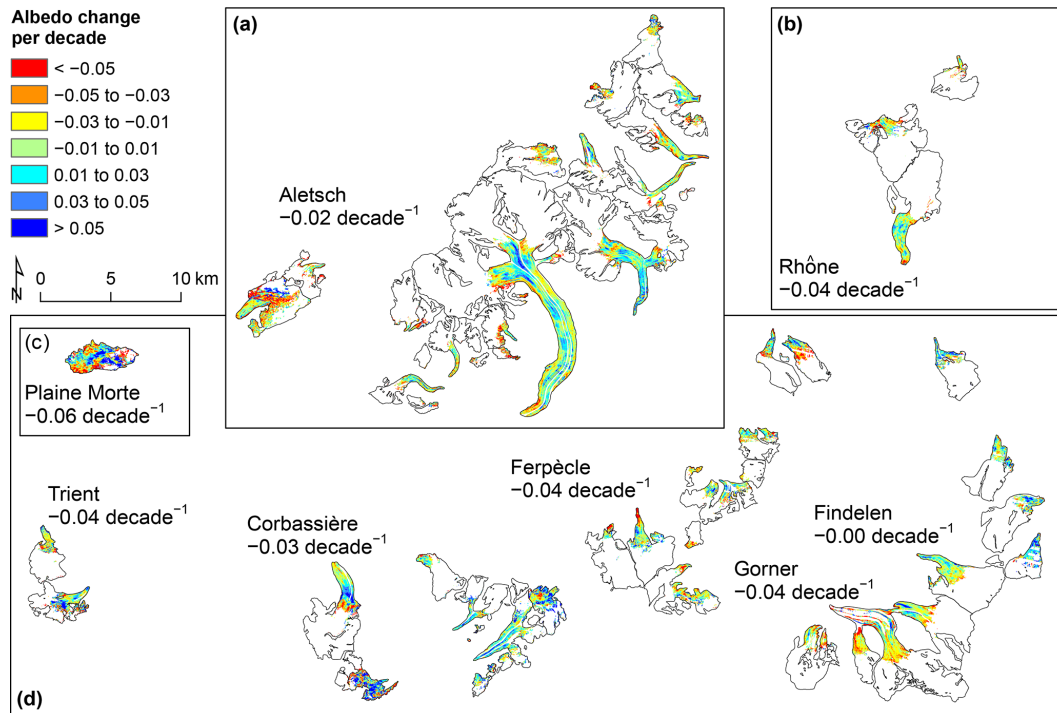 Albedo change
per decade
< −0.05
−0.05 to −0.03
−0.03 to −0.01
−0.01 to 0.01
0.01 to 0.03
0.03 to 0.05
> 0.05
N
0 5 10 km
(a)
Aletsch
−0.02 decade⁻¹
(b)
Rhône
−0.04 decade⁻¹
(c)
Plaine Morte
−0.06 decade⁻¹
Trient
−0.04 decade⁻¹
Corbassière
−0.03 decade⁻¹
Ferpècle
−0.04 decade⁻¹
Findelen
−0.00 decade⁻¹
Gorner
−0.04 decade⁻¹
(d)